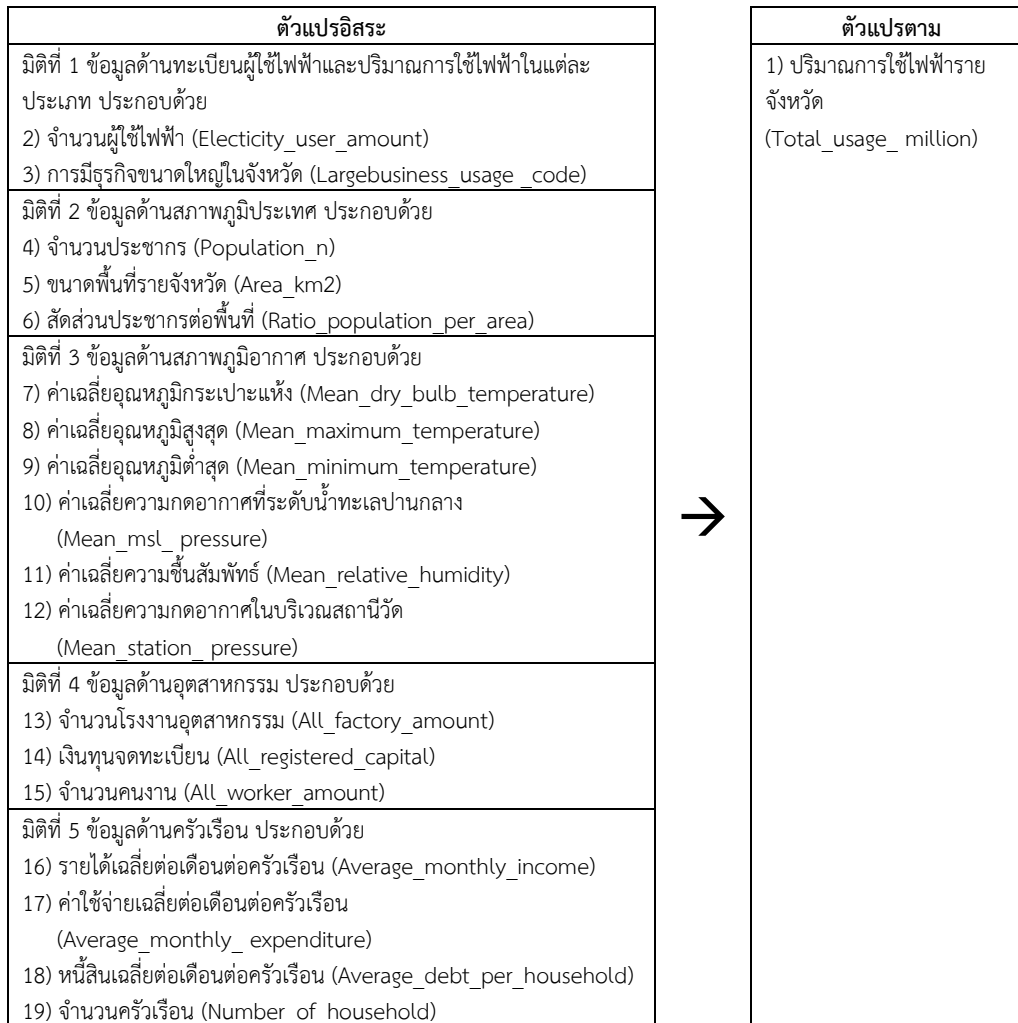 ตัวแปรอิสระ
มิติที่ 1 ข้อมูลด้านทะเบียนผู้ใช้ไฟฟ้าและปริมาณการใช้ไฟฟ้าในแต่ละ
ประเภท ประกอบด้วย
2) จำนวนผู้ใช้ไฟฟ้า (Electicity_user_amount)
3) การมีธุรกิจขนาดใหญ่ในจังหวัด (Largebusiness_usage _code)
มิติที่ 2 ข้อมูลด้านสภาพภูมิประเทศ ประกอบด้วย
4) จำนวนประชากร (Population_n)
5) ขนาดพื้นที่รายจังหวัด (Area_km2)
6) สัดส่วนประชากรต่อพื้นที่ (Ratio_population_per_area)
มิติที่ 3 ข้อมูลด้านสภาพภูมิอากาศ ประกอบด้วย
7) ค่าเฉลี่ยอุณหภูมิกระเปาะแห้ง (Mean_dry_bulb_temperature)
8) ค่าเฉลี่ยอุณหภูมิสูงสุด (Mean_maximum_temperature)
9) ค่าเฉลี่ยอุณหภูมิต่ำสุด (Mean_minimum_temperature)
10) ค่าเฉลี่ยความกดอากาศที่ระดับน้ำทะเลปานกลาง
(Mean_msl_ pressure)
11) ค่าเฉลี่ยความชื้นสัมพัทธ์ (Mean_relative_humidity)
12) ค่าเฉลี่ยความกดอากาศในบริเวณสถานีวัด
(Mean_station_ pressure)
มิติที่ 4 ข้อมูลด้านอุตสาหกรรม ประกอบด้วย
13) จำนวนโรงงานอุตสาหกรรม (All_factory_amount)
14) เงินทุนจดทะเบียน (All_registered_capital)
15) จำนวนคนงาน (All_worker_amount)
มิติที่ 5 ข้อมูลด้านครัวเรือน ประกอบด้วย
16) รายได้เฉลี่ยต่อเดือนต่อครัวเรือน (Average_monthly_income)
17) ค่าใช้จ่ายเฉลี่ยต่อเดือนต่อครัวเรือน
(Average_monthly_ expenditure)
18) หนี้สินเฉลี่ยต่อเดือนต่อครัวเรือน (Average_debt_per_household)
19) จำนวนครัวเรือน (Number_of_household)
→
ตัวแปรตาม
1) ปริมาณการใช้ไฟฟ้าราย
จังหวัด
(Total_usage_ million)